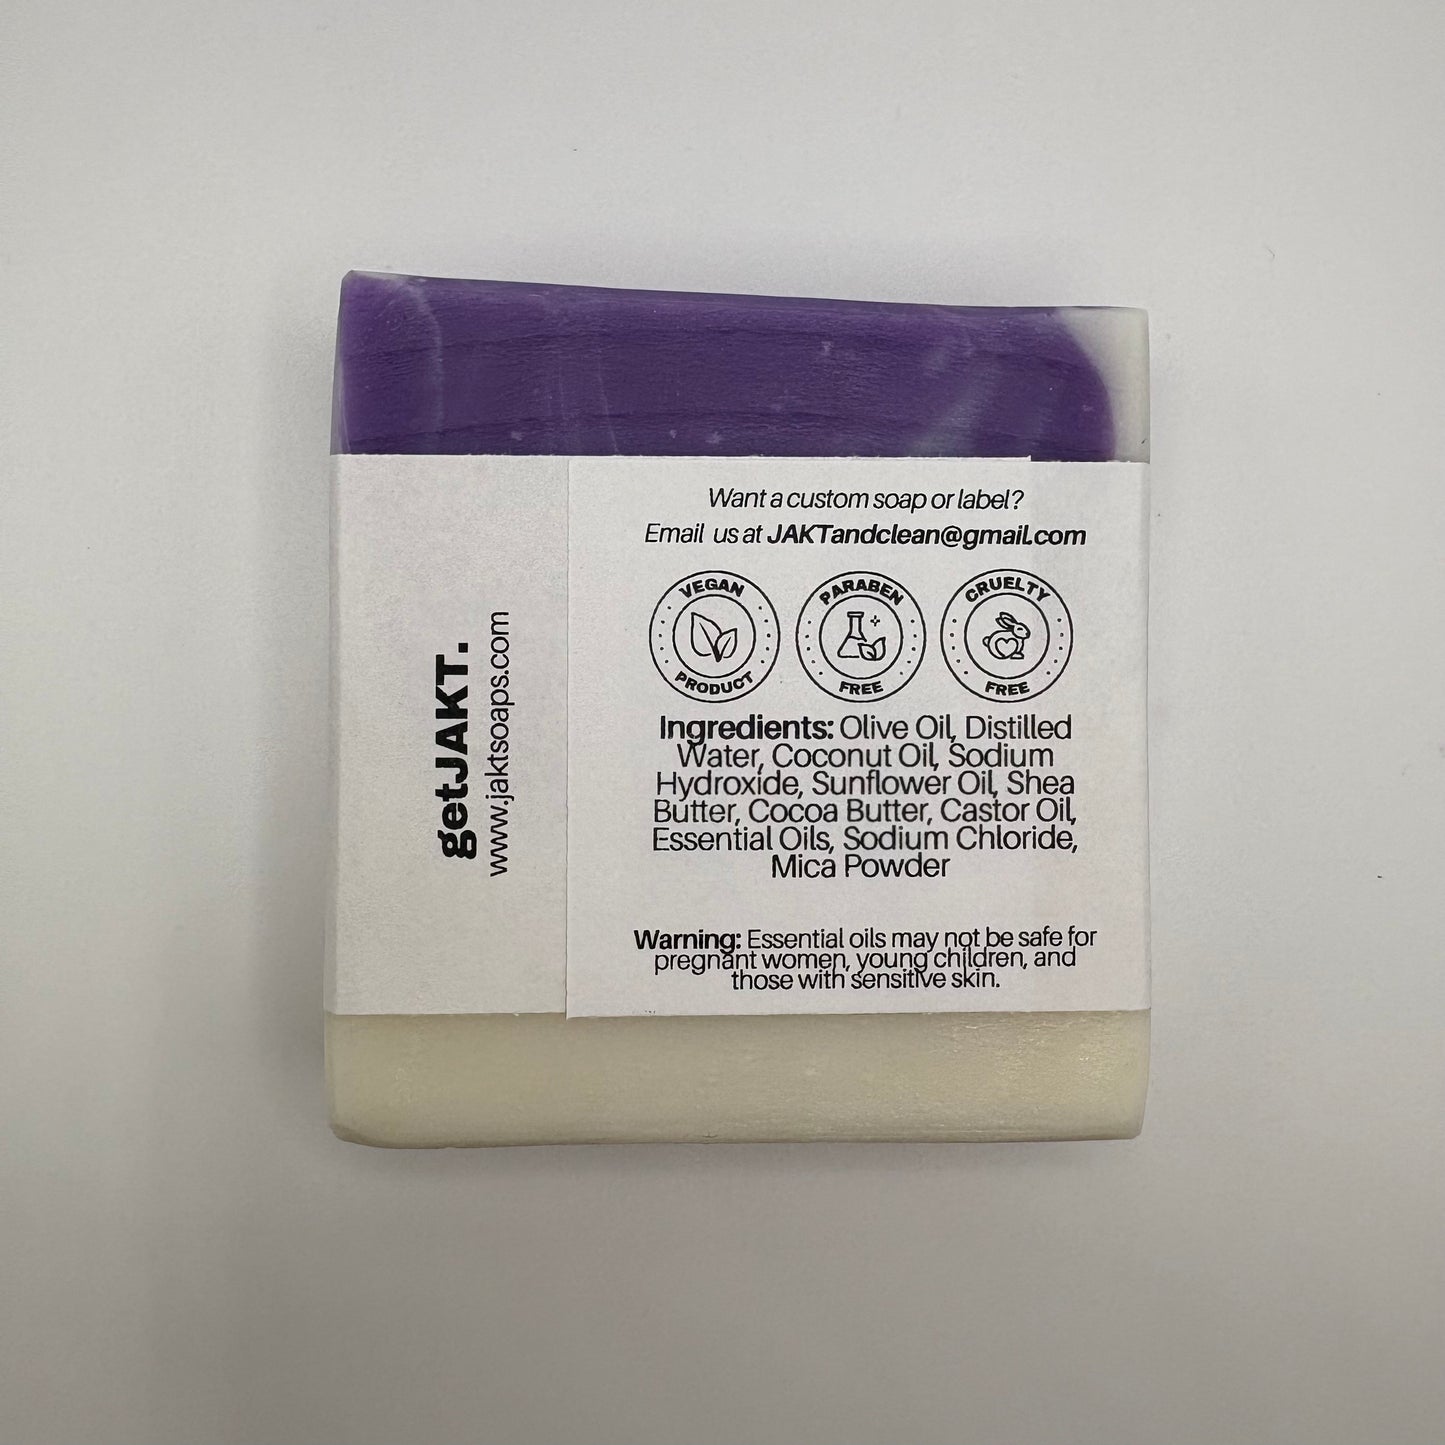 getJAKT.
www.jaktsoaps.com
Want a custom soap or label?
Email us at JAKTandclean@gmail.com
VEGAN
PRODUCT
PARABEN
FREE
CRUELTY
FREE
Ingredients: Olive Oil, Distilled
Water, Coconut Oil, Sodium
Hydroxide, Sunflower Oil, Shea
Butter, Cocoa Butter, Castor Oil,
Essential Oils, Sodium Chloride,
Mica Powder
Warning: Essential oils may not be safe for
pregnant women, young children, and
those with sensitive skin.